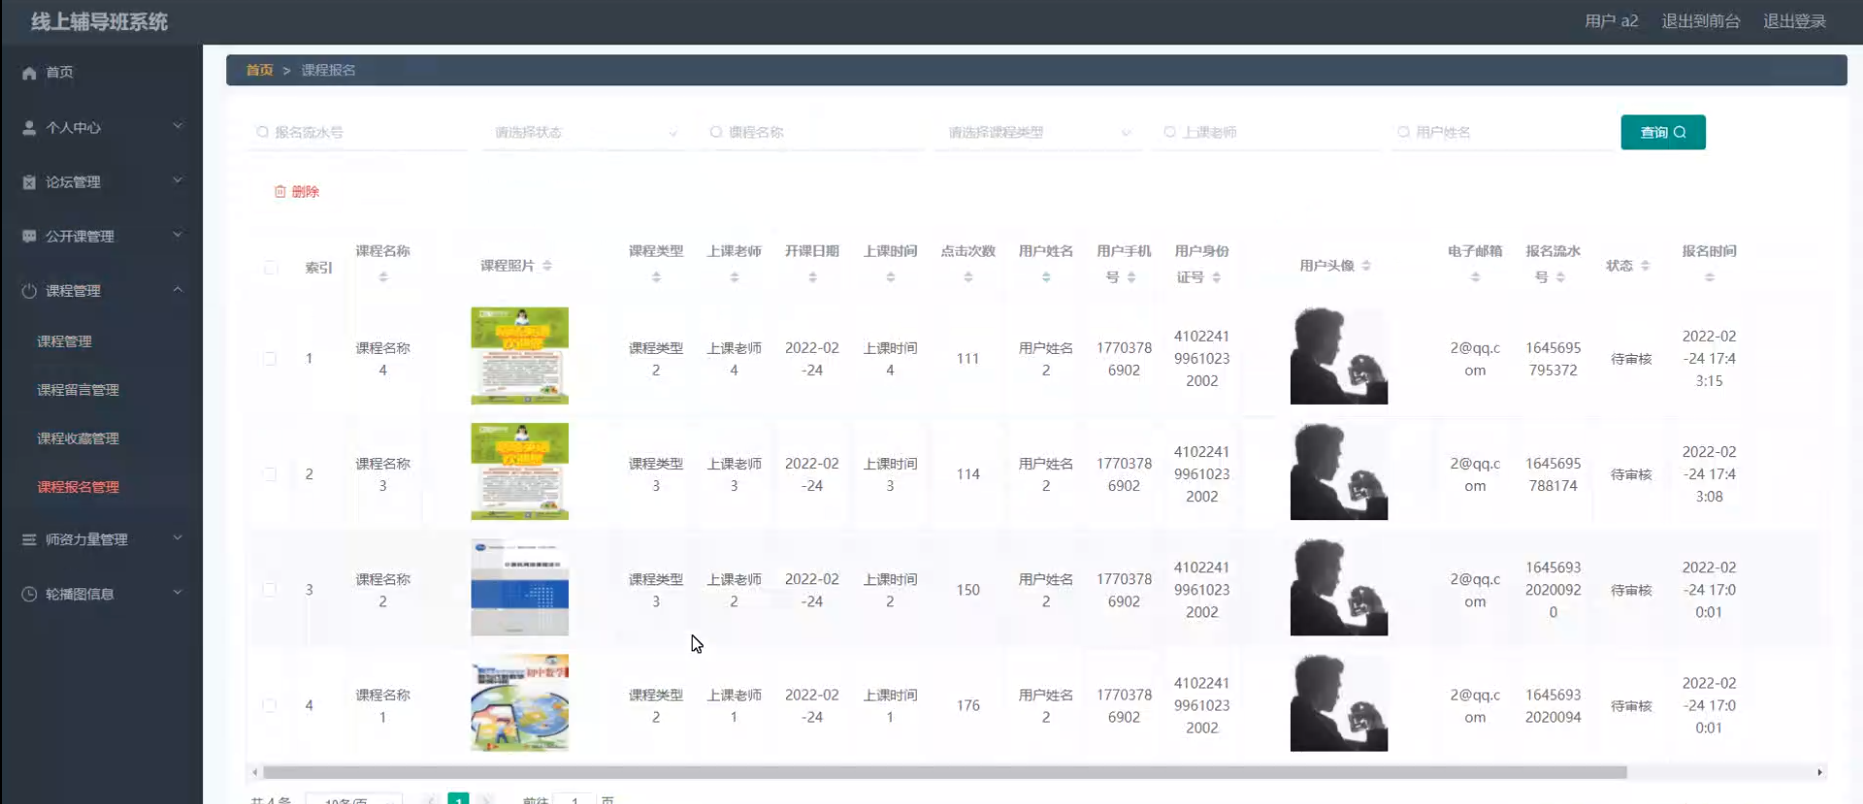 线上辅导班系统
用户 a2 退出到前台 退出登录
首页
个人中心
论坛管理
公开课管理
课程管理
课程管理
课程留言管理
课程收藏管理
课程报名管理
师资力量管理
轮播图信息
首页 > 课程报名
报名流水号 请选择状态 课程名称 请选择课程类型 上课老师 用户姓名 查询
删除
索引 课程名称 课程照片 课程类型 上课老师 开课日期 上课时间 点击次数 用户姓名 用户手机号 用户身份证号 用户头像 电子邮箱 报名流水号 状态 报名时间
1 课程名称4 课程类型2 上课老师4 2022-02-24 上课时间4 111 用户姓名2 17703786902 410224199610232002 2@qq.com 1645695795372 待审核 2022-02-24 17:43:15
2 课程名称3 课程类型3 上课老师3 2022-02-24 上课时间3 114 用户姓名2 17703786902 410224199610232002 2@qq.com 1645695788174 待审核 2022-02-24 17:43:08
3 课程名称2 课程类型3 上课老师2 2022-02-24 上课时间2 150 用户姓名2 17703786902 410224199610232002 2@qq.com 164569320200920 待审核 2022-02-24 17:00:01
初中数学
4 课程名称1 课程类型2 上课老师1 2022-02-24 上课时间1 176 用户姓名2 17703786902 410224199610232002 2@qq.com 16456932020094 待审核 2022-02-24 17:00:01
共 4 条 10条/页 1 前往 1 页